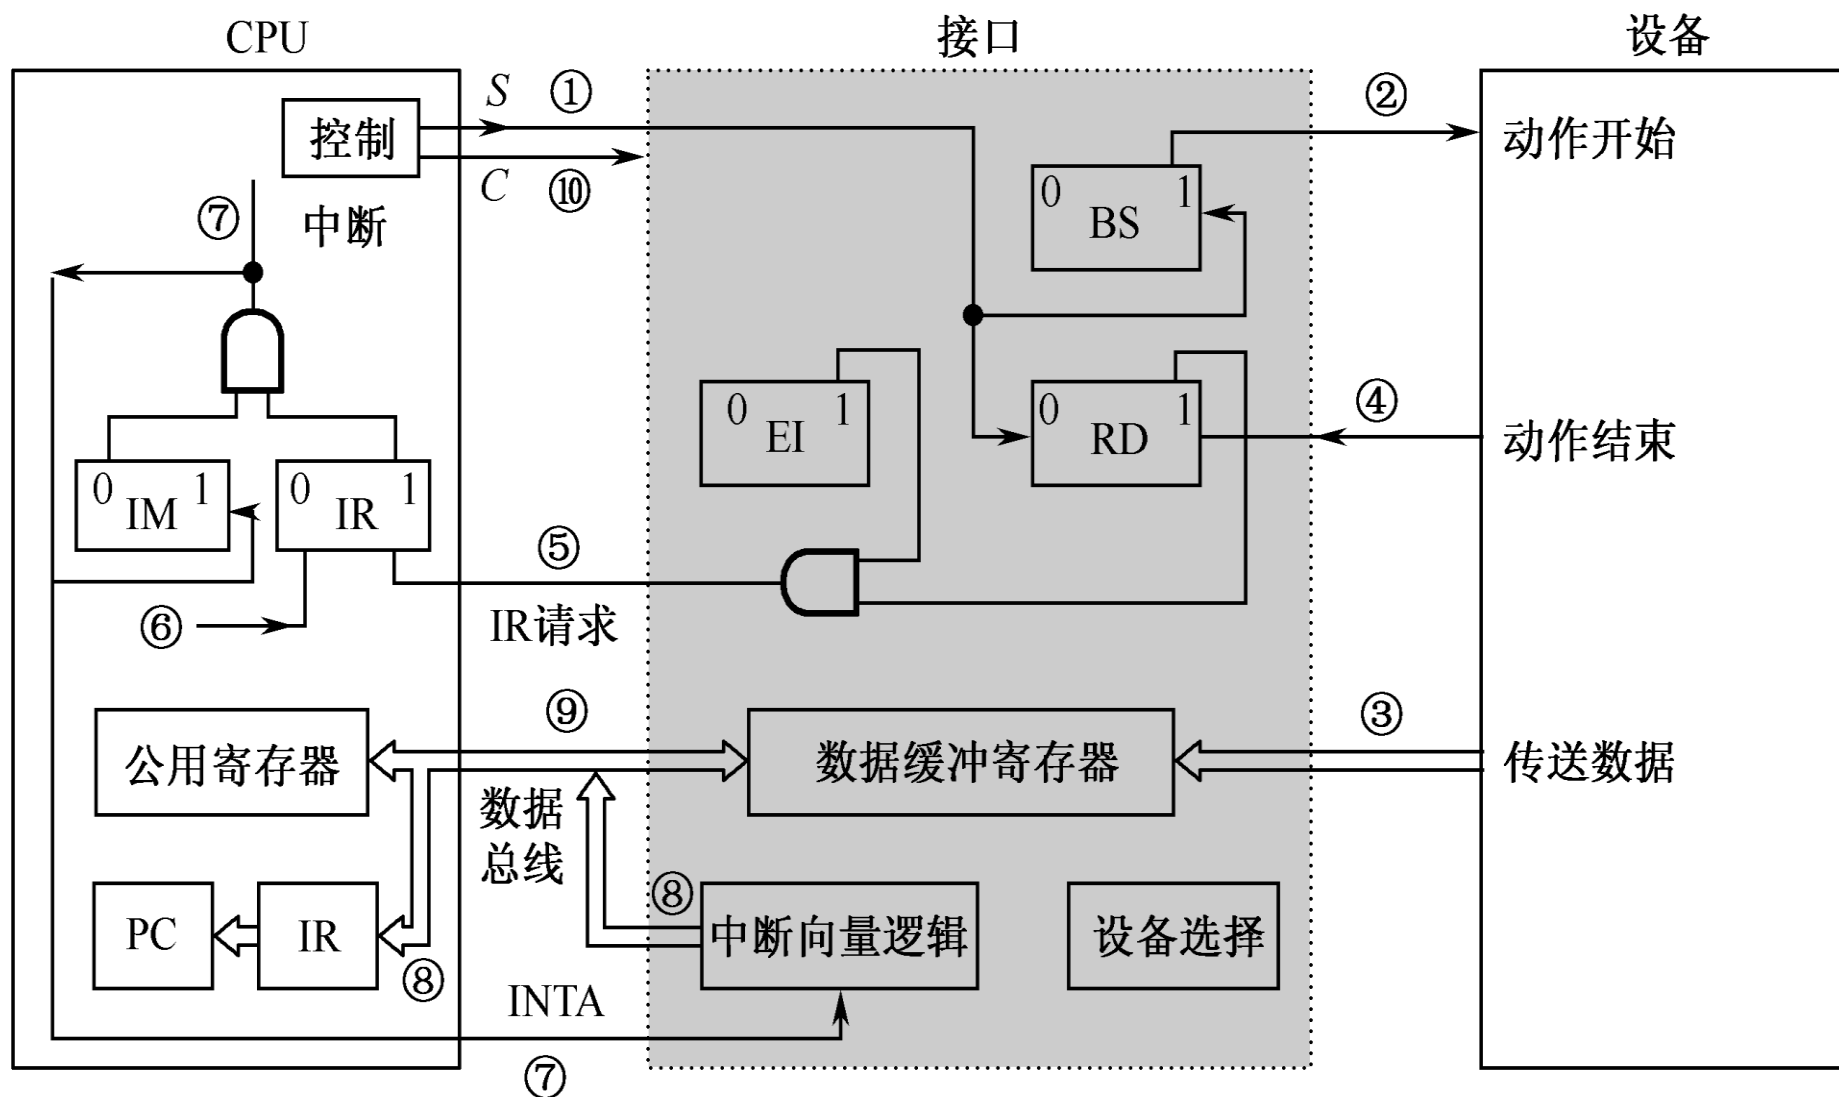 CPU
接口
设备
S
①
②
控制
动作开始
C
⑩
0
1
BS
⑦
中断
0
1
EI
0
1
RD
④
动作结束
0
1
IM
0
1
IR
⑤
⑥
IR请求
⑨
③
公用寄存器
数据缓冲寄存器
传送数据
数据
总线
⑧
PC
IR
中断向量逻辑
设备选择
⑧
INTA
⑦